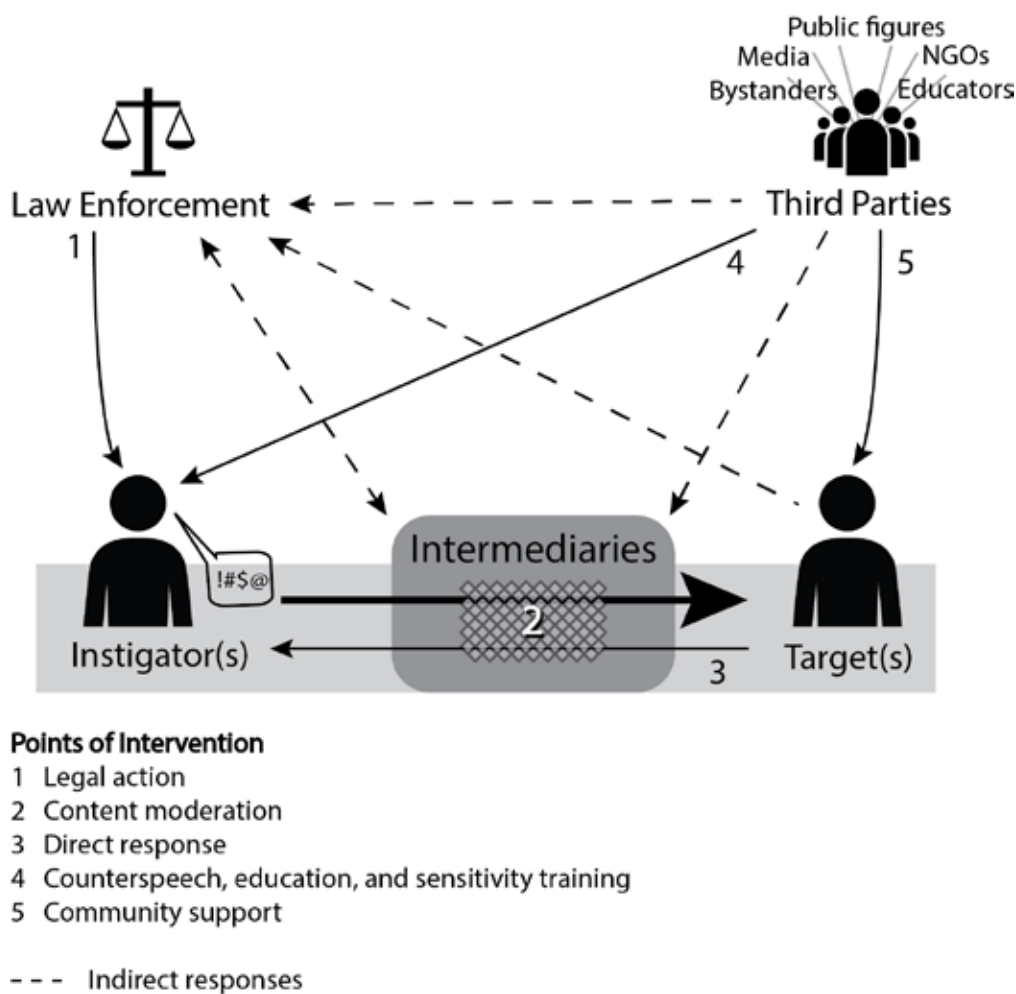 Public figures
Media NGOs
Bystanders Educators
Law Enforcement Third Parties
1 4 5
Intermediaries
!#$@
2
Instigator(s) 3 Target(s)
Points of Intervention
1 Legal action
2 Content moderation
3 Direct response
4 Counterspeech, education, and sensitivity training
5 Community support
--- Indirect responses